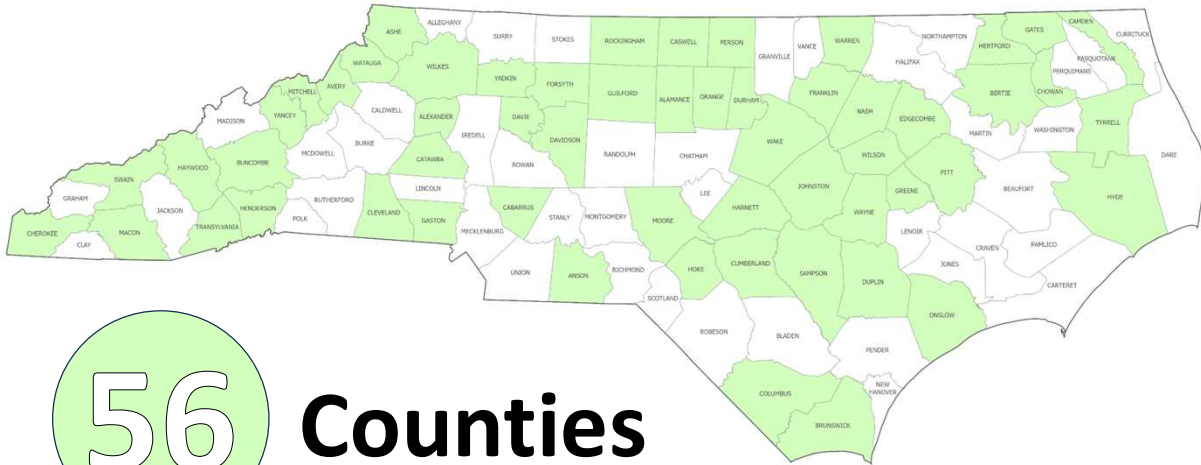 ALLEGHANY
ASHE
SURRY
STOKES
ROCKINGHAM
CASWELL
PERSON
GRANVILLE
VANCE
WARREN
NORTHAMPTON
HALIFAX
HERTFORD
GATES
CAMDEN
CURRITUCK
PASQUOTANK
PERQUIMANS
WATAUGA
WILKES
YADKIN
FORSYTH
GUILFORD
ALAMANCE
ORANGE
DURHAM
FRANKLIN
NASH
EDGECOMBE
BERTIE
CHOWAN
MITCHELL
AVERY
CALDWELL
ALEXANDER
IREDELL
DAVIE
DAVIDSON
RANDOLPH
CHATHAM
WAKE
WILSON
MARTIN
WASHINGTON
TYRRELL
DARE
MADISON
YANCEY
MCDOWELL
BURKE
CATAWBA
ROWAN
LEE
JOHNSTON
GREENE
PITT
BEAUFORT
HYDE
SWAIN
HAYWOOD
BUNCOMBE
LINCOLN
GRAHAM
JACKSON
TRANSYLVANIA
HENDERSON
POLK
RUTHERFORD
CLEVELAND
GASTON
MECKLENBURG
CABARRUS
STANLY
MONTGOMERY
MOORE
HARNETT
WAYNE
LENOIR
CRAVEN
PAMLICO
CHEROKEE
CLAY
MACON
UNION
ANSON
RICHMOND
SCOTLAND
HOKE
CUMBERLAND
SAMPSON
DUPLIN
JONES
CARTERET
ONSLOW
ROBESON
BLADEN
PENDER
NEW
HANOVER
COLUMBUS
BRUNSWICK
56 Counties